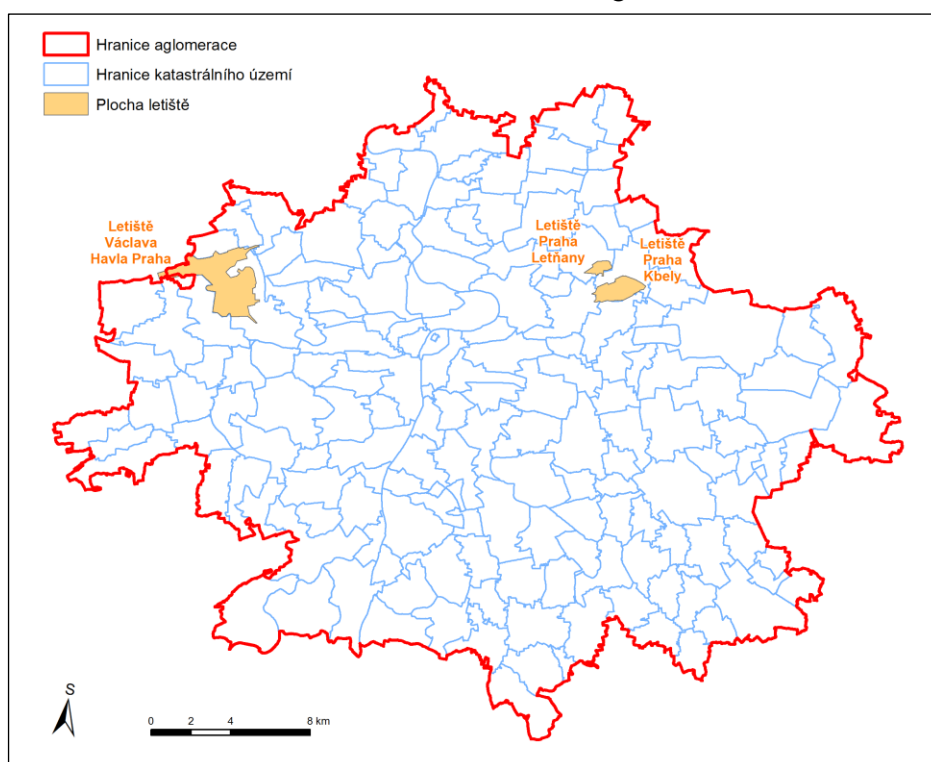 Hranice aglomerace
Hranice katastrálního území
Plocha letiště
Letiště
Václava
Havla Praha
Letiště
Praha
Letňany
Letiště
Praha
Kbely
S
0 2 4 8 km